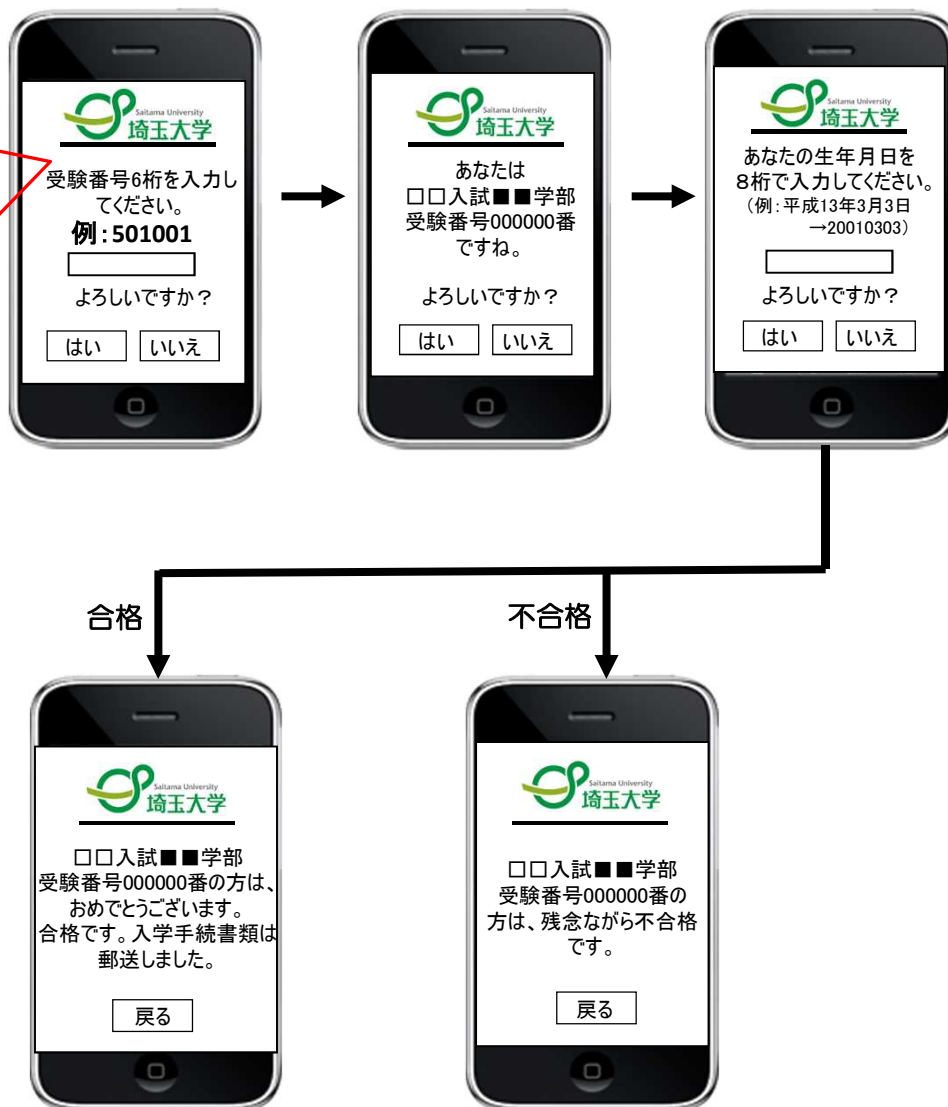 Saitama University
埼玉大学
受験番号6桁を入力し
てください。
例:501001
よろしいですか?
はい いいえ
Saitama University
埼玉大学
あなたは
□□入試■■学部
受験番号000000番
ですね。
よろしいですか?
はい いいえ
Saitama University
埼玉大学
あなたの生年月日を
8桁で入力してください。
(例:平成13年3月3日
→20010303)
よろしいですか?
はい いいえ
合格
不合格
Saitama University
埼玉大学
□□入試■■学部
受験番号000000番の方は、
おめでとうございます。
合格です。入学手続書類は
郵送しました。
戻る
Saitama University
埼玉大学
□□入試■■学部
受験番号000000番の
方は、残念ながら不合格
です。
戻る